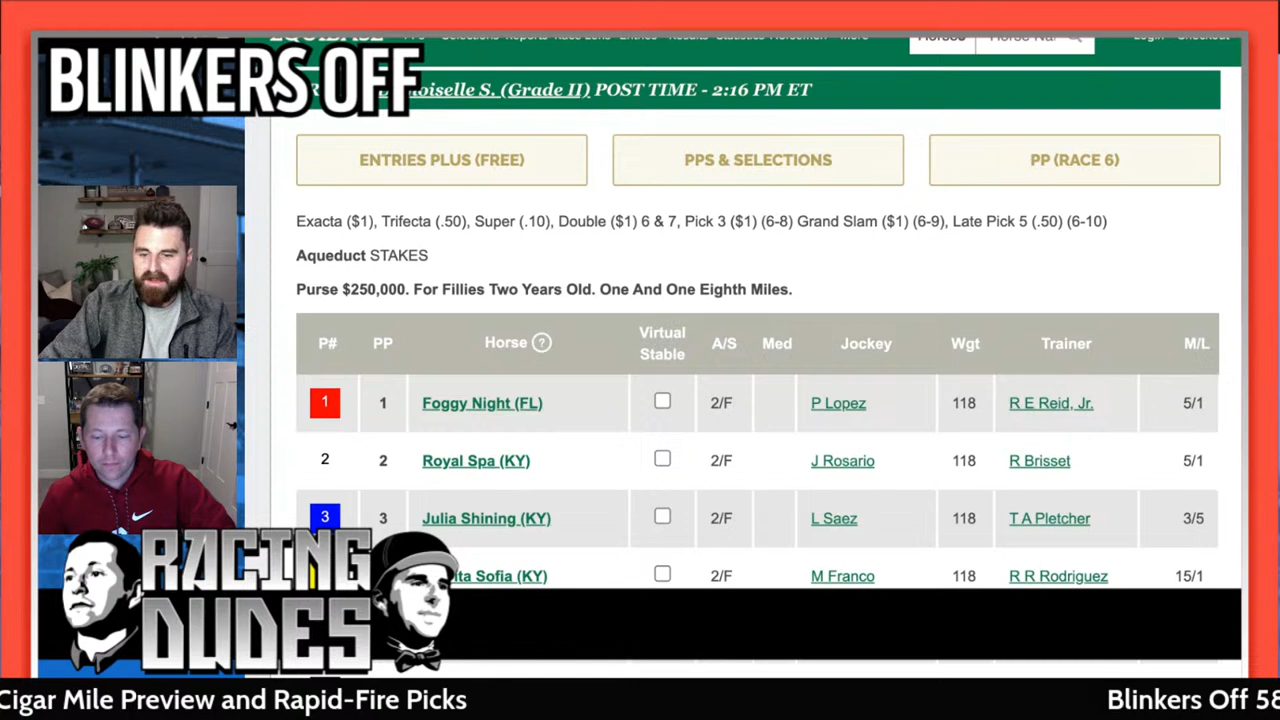 BLINKERS OFF
oiselle S. (Grade II) POST TIME - 2:16 PM ET
ENTRIES PLUS (FREE) PPS & SELECTIONS PP (RACE 6)
Exacta ($1), Trifecta (.50), Super (.10), Double ($1) 6 & 7, Pick 3 ($1) (6-8) Grand Slam ($1) (6-9), Late Pick 5 (.50) (6-10)
Aqueduct STAKES
Purse $250,000. For Fillies Two Years Old. One And One Eighth Miles.
P# PP Horse ? Virtual Stable A/S Med Jockey Wgt Trainer M/L
1 1 Foggy Night (FL) 2/F P Lopez 118 R E Reid, Jr. 5/1
2 2 Royal Spa (KY) 2/F J Rosario 118 R Brisset 5/1
3 3 Julia Shining (KY) 2/F L Saez 118 T A Pletcher 3/5
ita Sofia (KY) 2/F M Franco 118 R R Rodriguez 15/1
RACING
DUDES
Cigar Mile Preview and Rapid-Fire Picks Blinkers Off 58